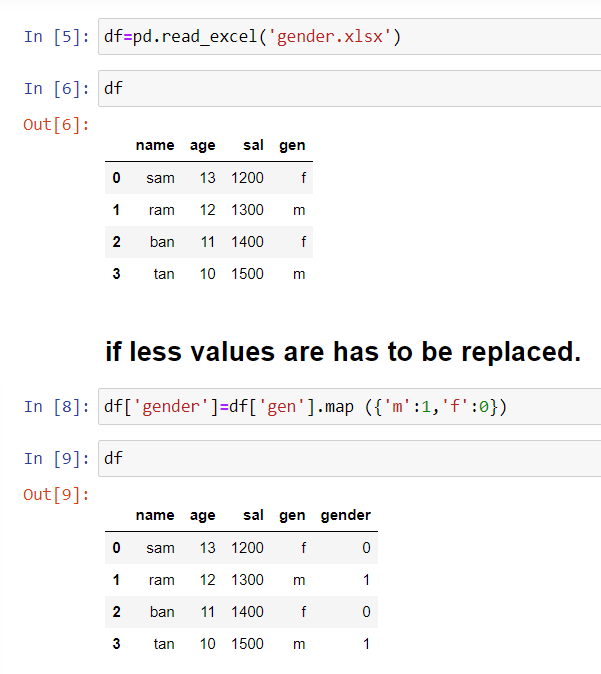 In [5]: df=pd.read_excel('gender.xlsx')
In [6]: df
Out[6]:
name age sal gen
0 sam 13 1200 f
1 ram 12 1300 m
2 ban 11 1400 f
3 tan 10 1500 m
if less values are has to be replaced.
In [8]: df['gender']=df['gen'].map ({'m':1,'f':0})
In [9]: df
Out[9]:
name age sal gen gender
0 sam 13 1200 f 0
1 ram 12 1300 m 1
2 ban 11 1400 f 0
3 tan 10 1500 m 1